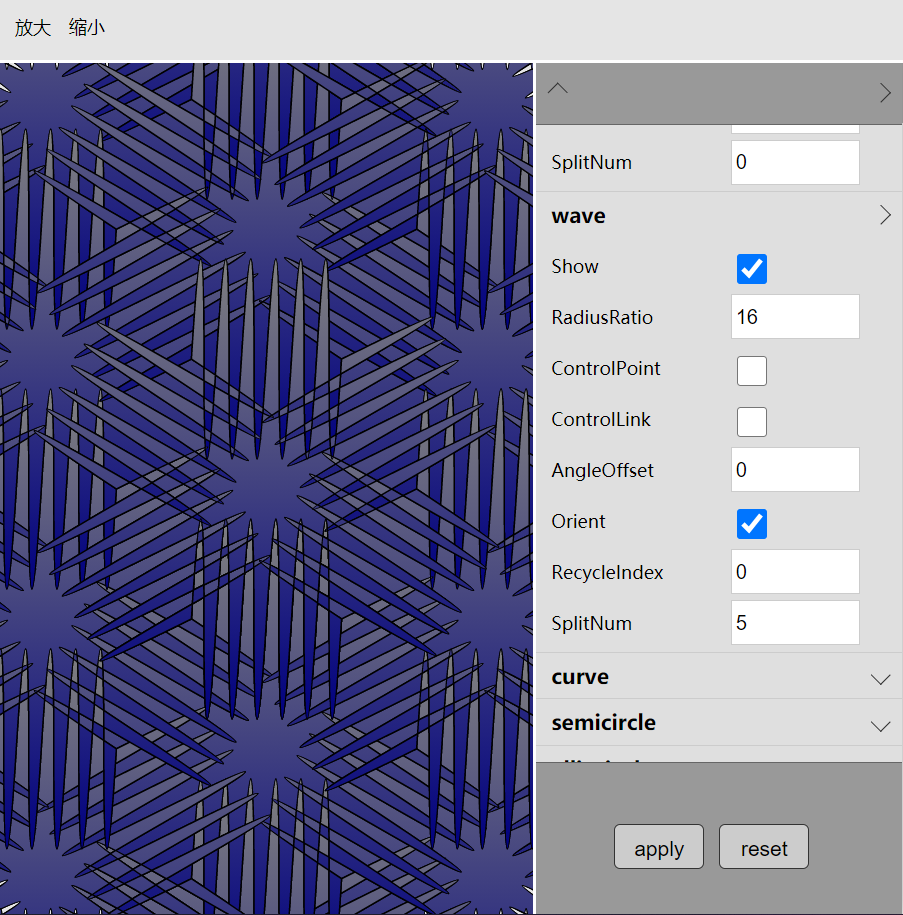 放大 缩小
SplitNum 0
wave
Show
RadiusRatio 16
ControlPoint
ControlLink
AngleOffset 0
Orient
RecycleIndex 0
SplitNum 5
curve
semicircle
apply reset